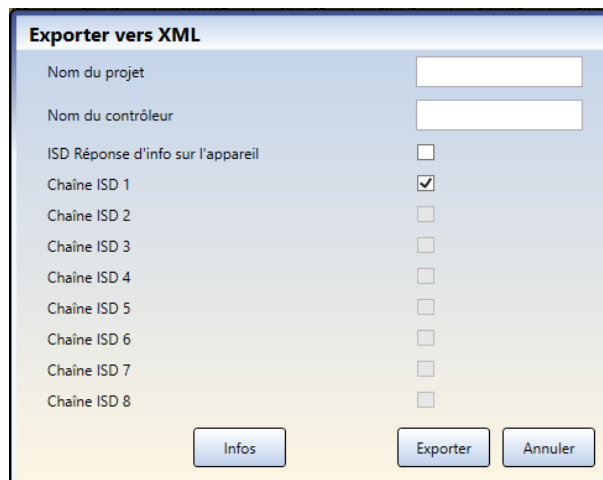 Exporter vers XML
Nom du projet
Nom du contrôleur
ISD Réponse d'info sur l'appareil
Chaîne ISD 1
Chaîne ISD 2
Chaîne ISD 3
Chaîne ISD 4
Chaîne ISD 5
Chaîne ISD 6
Chaîne ISD 7
Chaîne ISD 8
Infos Exporter Annuler